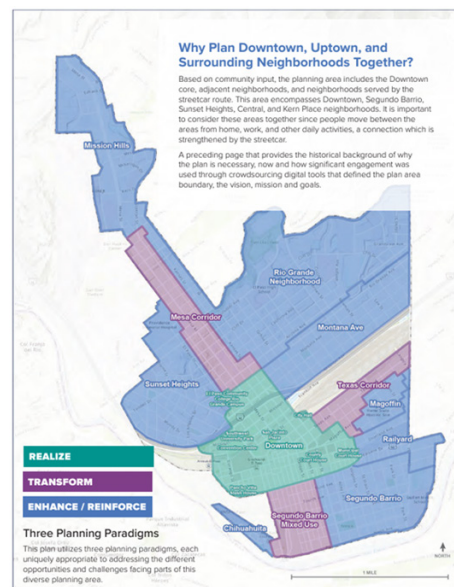 Why Plan Downtown, Uptown, and
Surrounding Neighborhoods Together?
Based on community input, the planning area includes the Downtown
core, adjacent neighborhoods, and neighborhoods served by the
streetcar route. This area encompasses Downtown, Segundo Barrio,
Sunset Heights, Central, and Kern Place neighborhoods. It is important
to consider these areas together since people move between the
areas from home, work, and other daily activities, a connection which is
strengthened by the streetcar.
A preceding page that provides the historical background of why
the plan is necessary, now and how significant engagement was
used through crowdsourcing digital tools that defined the plan area
boundary, the vision, mission and goals.
Mission Hills
Rio Grande
Neighborhood
Mesa Corridor
Montana Ave
Sunset Heights
Texas Corridor
Magoffin
Downtown
Railyard
Segundo Barrio
Segundo Barrio
Mixed Use
Chihuahuita
REALIZE
TRANSFORM
ENHANCE / REINFORCE
Three Planning Paradigms
This plan utilizes three planning paradigms, each
uniquely appropriate to addressing the different
opportunities and challenges facing parts of this
diverse planning area.
NORTH
1 MILE